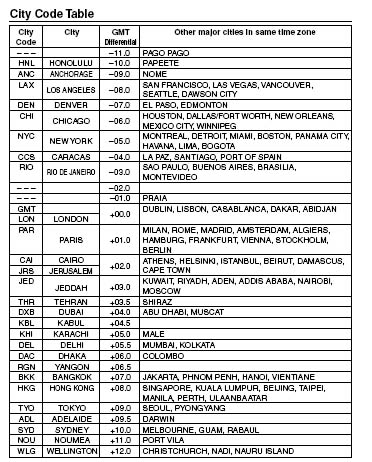 City Code Table
City Code City GMT Differential Other major cities in same time zone
– – – –11.0 PAGO PAGO
HNL HONOLULU –10.0 PAPEETE
ANC ANCHORAGE –09.0 NOME
LAX LOS ANGELES –08.0 SAN FRANCISCO, LAS VEGAS, VANCOUVER,
SEATTLE, DAWSON CITY
DEN DENVER –07.0 EL PASO, EDMONTON
CHI CHICAGO –06.0 HOUSTON, DALLAS/FORT WORTH, NEW ORLEANS,
MEXICO CITY, WINNIPEG
NYC NEW YORK –05.0 MONTREAL, DETROIT, MIAMI, BOSTON, PANAMA CITY,
HAVANA, LIMA, BOGOTA
CCS CARACAS –04.0 LA PAZ, SANTIAGO, PORT OF SPAIN
RIO RIO DE JANEIRO –03.0 SAO PAULO, BUENOS AIRES, BRASILIA,
MONTEVIDEO
– – – –02.0
– – – –01.0 PRAIA
GMT +00.0 DUBLIN, LISBON, CASABLANCA, DAKAR, ABIDJAN
LON LONDON
PAR PARIS +01.0 MILAN, ROME, MADRID, AMSTERDAM, ALGIERS,
HAMBURG, FRANKFURT, VIENNA, STOCKHOLM,
BERLIN
CAI CAIRO +02.0 ATHENS, HELSINKI, ISTANBUL, BEIRUT, DAMASCUS,
JRS JERUSALEM CAPE TOWN
JED JEDDAH +03.0 KUWAIT, RIYADH, ADEN, ADDIS ABABA, NAIROBI,
MOSCOW
THR TEHRAN +03.5 SHIRAZ
DXB DUBAI +04.0 ABU DHABI, MUSCAT
KBL KABUL +04.5
KHI KARACHI +05.0 MALE
DEL DELHI +05.5 MUMBAI, KOLKATA
DAC DHAKA +06.0 COLOMBO
RGN YANGON +06.5
BKK BANGKOK +07.0 JAKARTA, PHNOM PENH, HANOI, VIENTIANE
HKG HONG KONG +08.0 SINGAPORE, KUALA LUMPUR, BEIJING, TAIPEI,
MANILA, PERTH, ULAANBAATAR
TYO TOKYO +09.0 SEOUL, PYONGYANG
ADL ADELAIDE +09.5 DARWIN
SYD SYDNEY +10.0 MELBOURNE, GUAM, RABAUL
NOU NOUMEA +11.0 PORT VILA
WLG WELLINGTON +12.0 CHRISTCHURCH, NADI, NAURU ISLAND